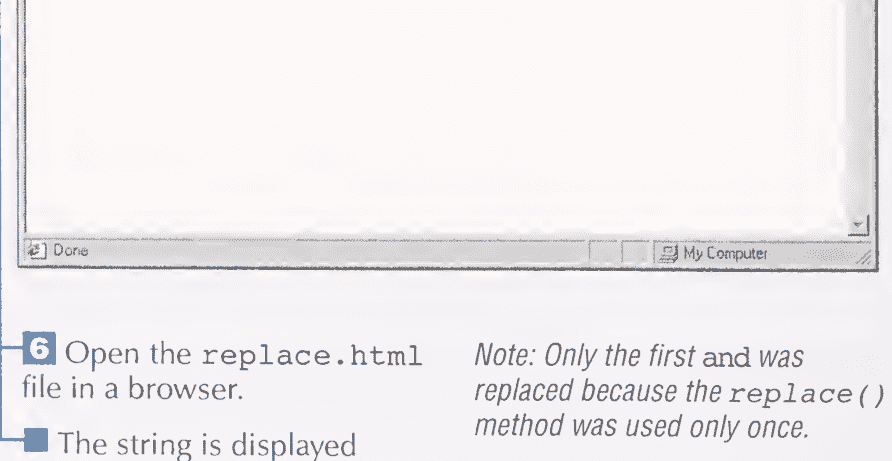 Done
My Computer
6 Open the replace.html
file in a browser.
The string is displayed
Note: Only the first and was
replaced because the replace()
method was used only once.